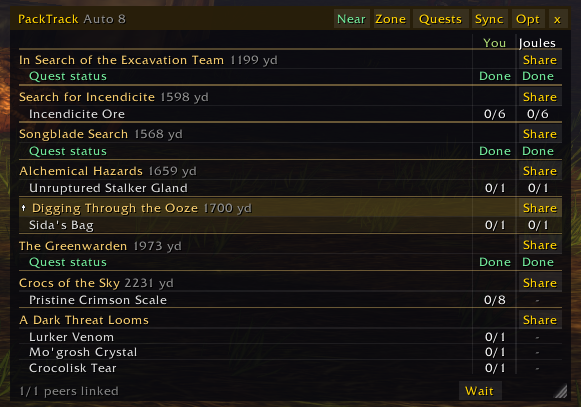 PackTrack Auto 8 Near Zone Quests Sync Opt x
You Joules
In Search of the Excavation Team 1199 yd Share
Quest status Done Done
Search for Incendicite 1598 yd Share
Incendicite Ore 0/6 0/6
Songblade Search 1568 yd Share
Quest status Done Done
Alchemical Hazards 1659 yd Share
Unruptured Stalker Gland 0/1 0/1
Digging Through the Ooze 1700 yd Share
Sida's Bag 0/1 0/1
The Greenwarden 1973 yd Share
Quest status Done Done
Crocs of the Sky 2231 yd Share
Pristine Crimson Scale 0/8 -
A Dark Threat Looms Share
Lurker Venom 0/1 -
Mo'grosh Crystal 0/1 -
Crocolisk Tear 0/1 -
1/1 peers linked Wait